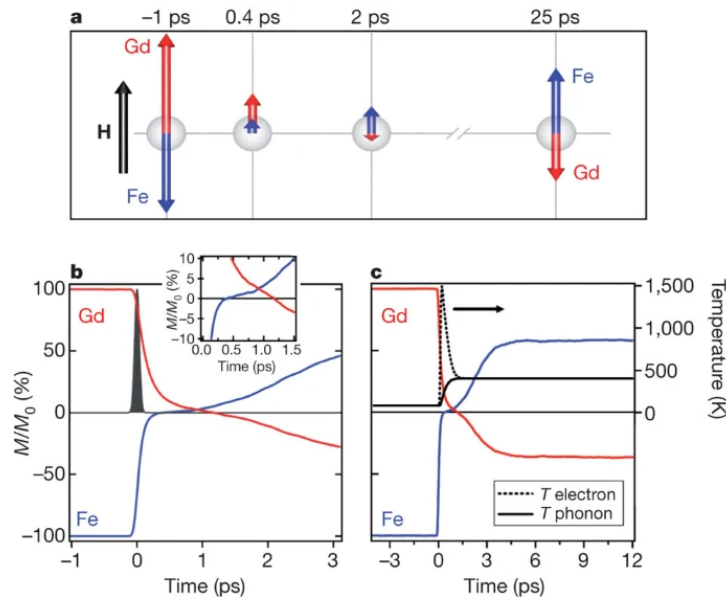 a
−1 ps 0.4 ps 2 ps 25 ps
Gd
Fe
H
Fe
Gd
b
10
5
0
−5
−10
M/M0 (%)
0.0 0.5 1.0 1.5
Time (ps)
100
50
0
−50
−100
M/M0 (%)
Gd
Fe
−1 0 1 2 3
Time (ps)
c
Gd
Fe
1,500
1,000
500
0
Temperature (K)
T electron
T phonon
−3 0 3 6 9 12
Time (ps)